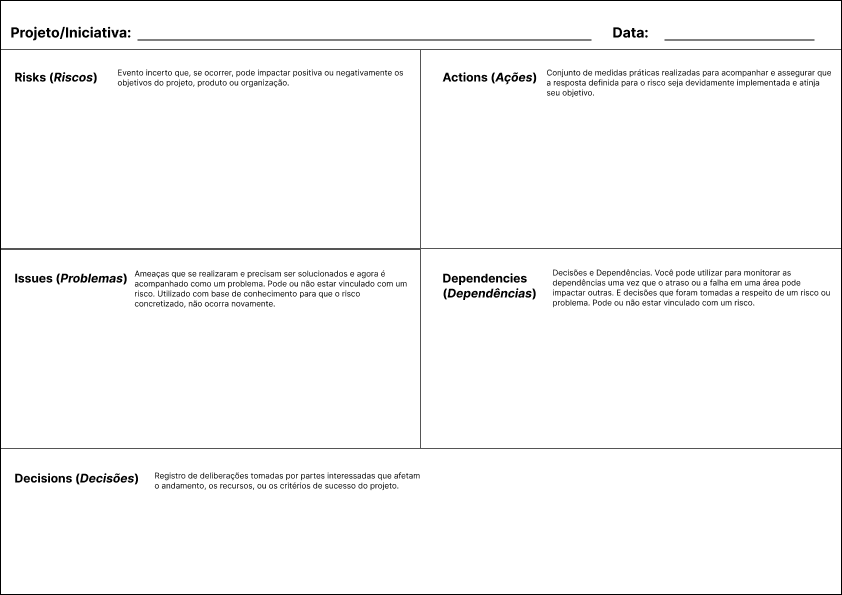 Projeto/Iniciativa: Data:
Risks (Riscos)
Evento incerto que, se ocorrer, pode impactar positiva ou negativamente os
objetivos do projeto, produto ou organização.
Actions (Ações)
Conjunto de medidas práticas realizadas para acompanhar e assegurar que
a resposta definida para o risco seja devidamente implementada e atinja
seu objetivo.
Issues (Problemas)
Ameaças que se realizaram e precisam ser solucionados e agora é
acompanhado como um problema. Pode ou não estar vinculado com um
risco. Utilizado com base de conhecimento para que o risco
concretizado, não ocorra novamente.
Dependencies
(Dependências)
Decisões e Dependências. Você pode utilizar para monitorar as
dependências uma vez que o atraso ou a falha em uma área pode
impactar outras. E decisões que foram tomadas a respeito de um risco ou
problema. Pode ou não estar vinculado com um risco.
Decisions (Decisões)
Registro de deliberações tomadas por partes interessadas que afetam
o andamento, os recursos, ou os critérios de sucesso do projeto.